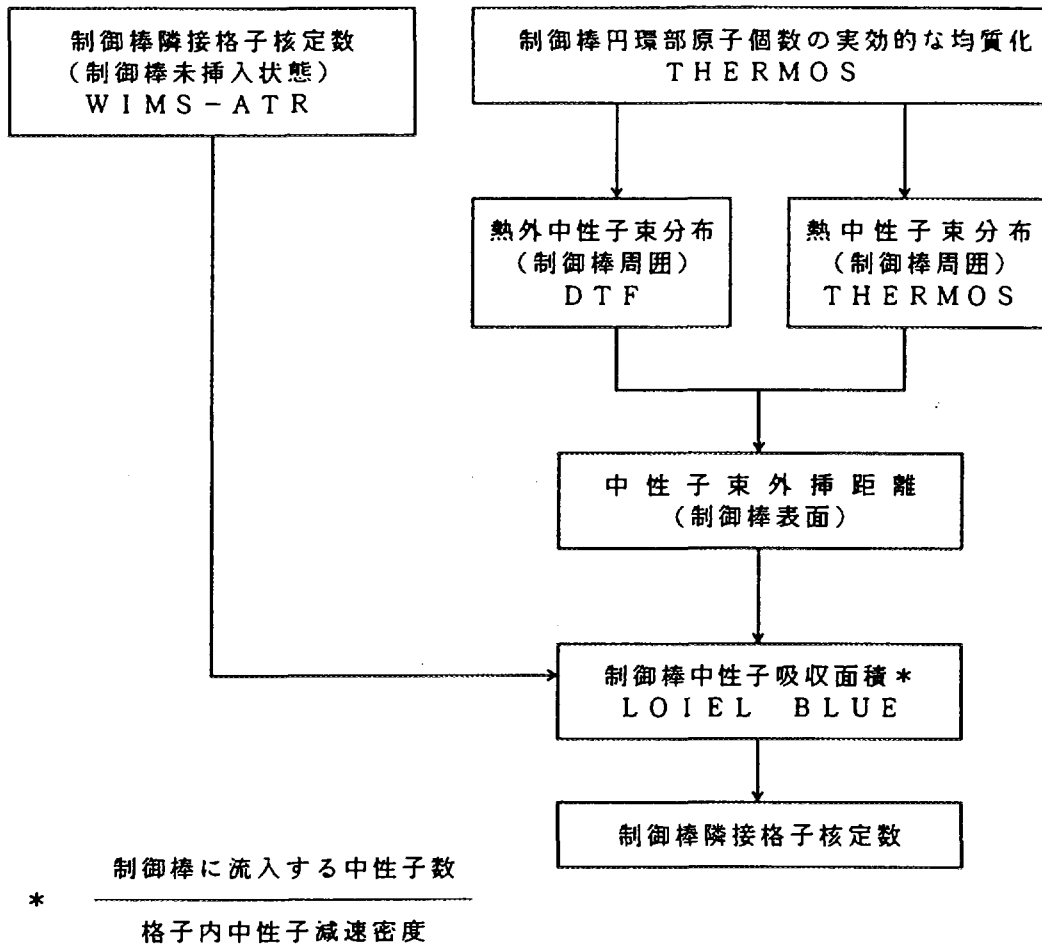 制御棒隣接格子核定数
(制御棒未挿入状態)
WIMS-ATR
制御棒円環部原子個数の実効的な均質化
THERMOS
熱外中性子束分布
(制御棒周囲)
DTF
熱中性子束分布
(制御棒周囲)
THERMOS
中性子束外挿距離
(制御棒表面)
制御棒中性子吸収面積*
LOIEL BLUE
制御棒隣接格子核定数
制御棒に流入する中性子数
*
格子内中性子減速密度